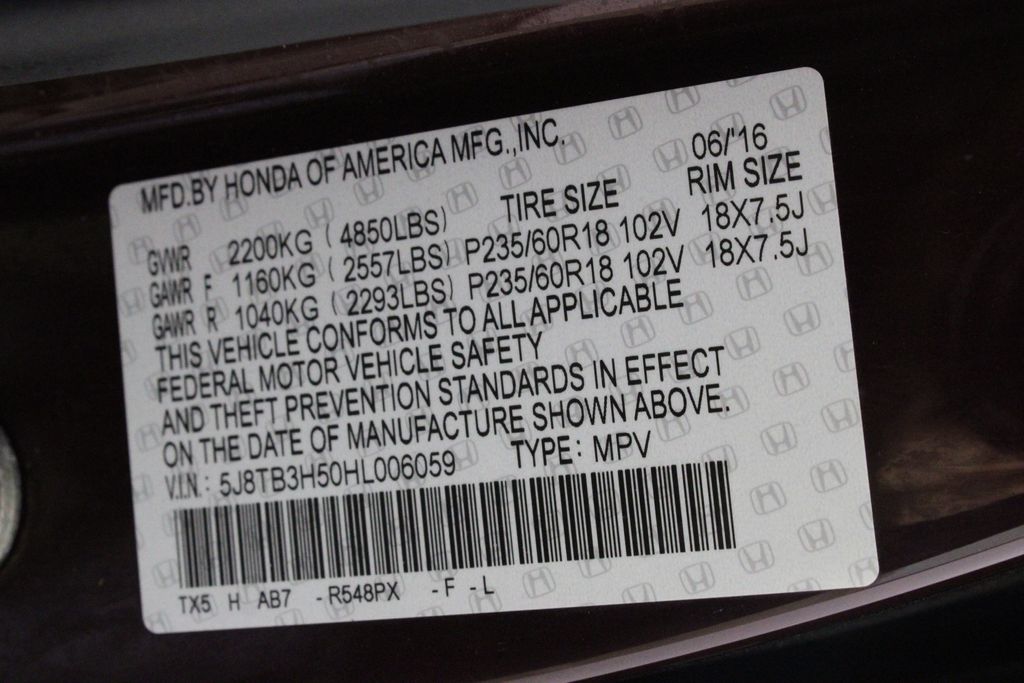 MFD.BY HONDA OF AMERICA MFG.,INC. 06/'16
TIRE SIZE RIM SIZE
GVWR 2200KG ( 4850LBS)
GAWR F 1160KG ( 2557LBS) P235/60R18 102V 18X7.5J
GAWR R 1040KG ( 2293LBS) P235/60R18 102V 18X7.5J
THIS VEHICLE CONFORMS TO ALL APPLICABLE
FEDERAL MOTOR VEHICLE SAFETY
AND THEFT PREVENTION STANDARDS IN EFFECT
ON THE DATE OF MANUFACTURE SHOWN ABOVE.
V.I.N.: 5J8TB3H50HL006059 TYPE: MPV
TX5 H AB7 -R548PX -F -L